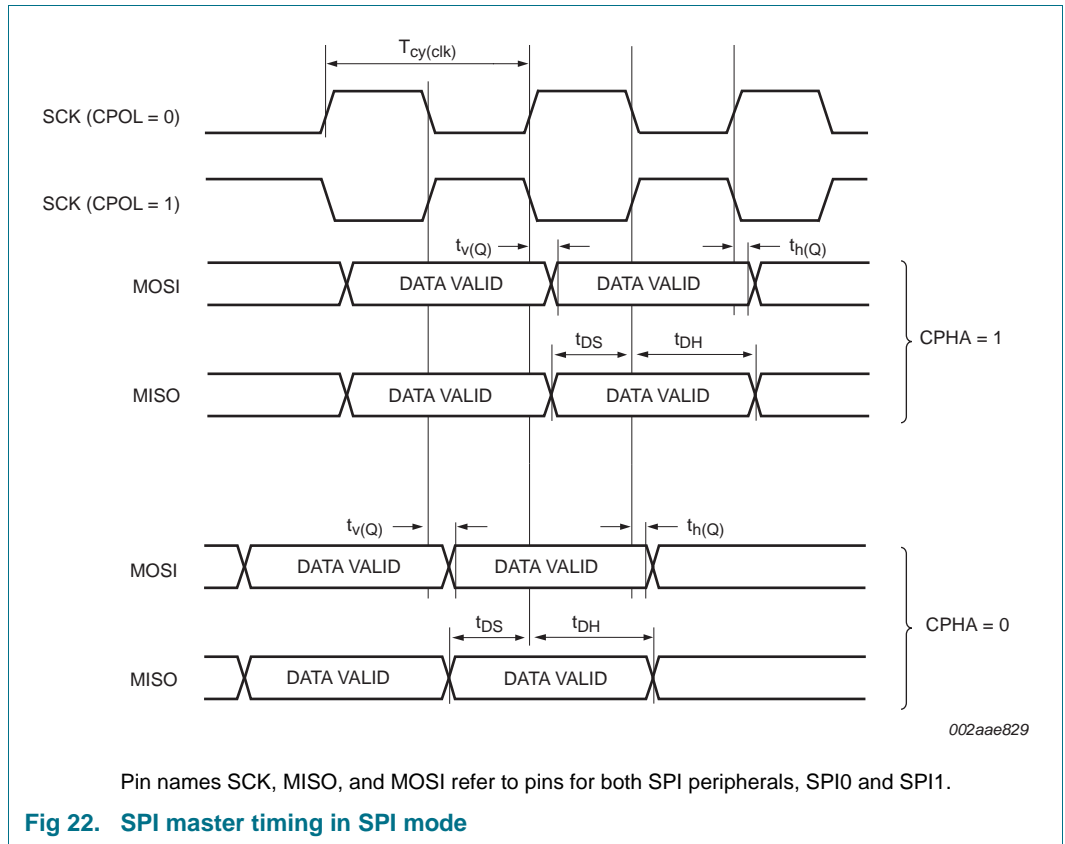 Tcy(clk)
SCK (CPOL = 0)
SCK (CPOL = 1)
tv(Q) th(Q)
MOSI DATA VALID DATA VALID
CPHA = 1
tDS tDH
MISO DATA VALID DATA VALID
tv(Q) th(Q)
MOSI DATA VALID DATA VALID
tDS tDH CPHA = 0
MISO DATA VALID DATA VALID
002aae829
Pin names SCK, MISO, and MOSI refer to pins for both SPI peripherals, SPI0 and SPI1.
Fig 22. SPI master timing in SPI mode